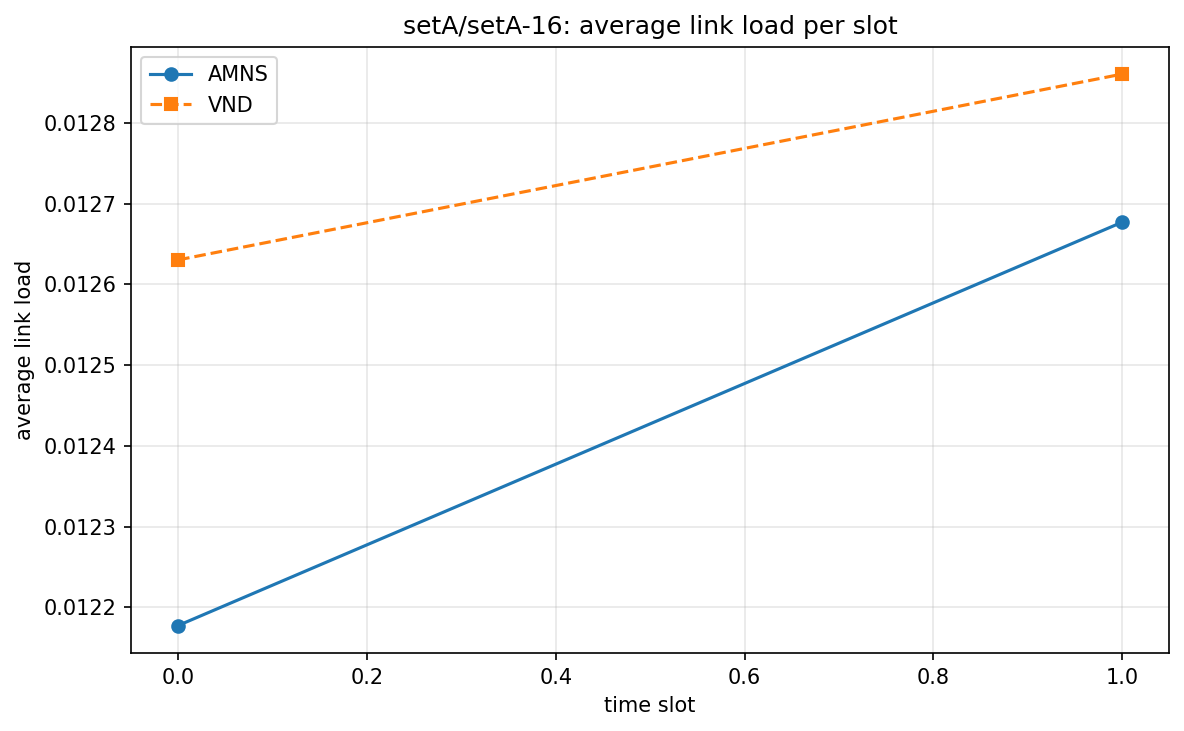 setA/setA-16: average link load per slot
AMNS
VND
average link load
0.0128
0.0127
0.0126
0.0125
0.0124
0.0123
0.0122
0.0 0.2 0.4 0.6 0.8 1.0
time slot